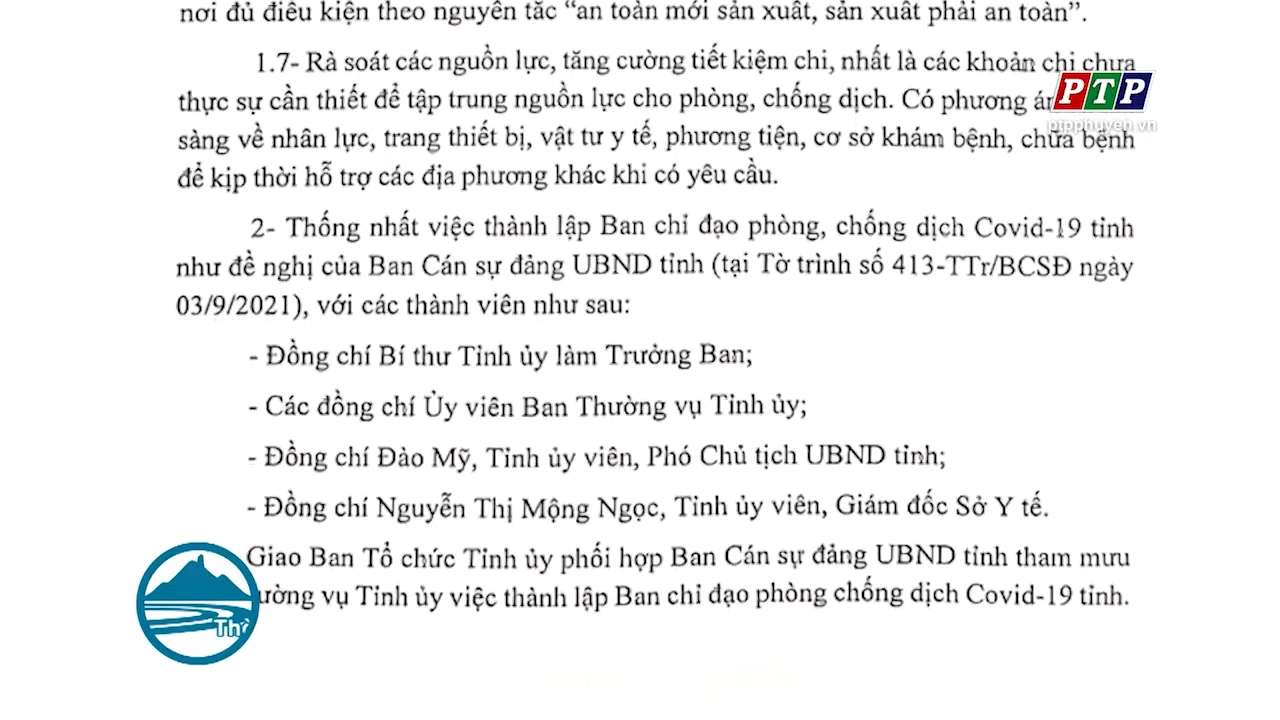 nơi đủ điều kiện theo nguyên tắc “an toàn mới sản xuất, sản xuất phải an toàn”.
1.7- Rà soát các nguồn lực, tăng cường tiết kiệm chi, nhất là các khoản chi chưa
thực sự cần thiết để tập trung nguồn lực cho phòng, chống dịch. Có phương
sàng về nhân lực, trang thiết bị, vật tư y tế, phương tiện, cơ sở khám bệnh, chữa bệnh
để kịp thời hỗ trợ các địa phương khác khi có yêu cầu.
PTP
ptpphuyen.vn
2- Thống nhất việc thành lập Ban chỉ đạo phòng, chống dịch Covid-19 tỉnh
như đề nghị của Ban Cán sự đảng UBND tỉnh (tại Tờ trình số 413-TTr/BCSĐ ngày
03/9/2021), với các thành viên như sau:
- Đồng chí Bí thư Tỉnh ủy làm Trưởng Ban;
- Các đồng chí Ủy viên Ban Thường vụ Tỉnh ủy;
- Đồng chí Đào Mỹ, Tỉnh ủy viên, Phó Chủ tịch UBND tỉnh;
- Đồng chí Nguyễn Thị Mộng Ngọc, Tỉnh ủy viên, Giám đốc Sở Y tế.
Giao Ban Tổ chức Tỉnh ủy phối hợp Ban Cán sự đảng UBND tỉnh tham mưu
vụ Tỉnh ủy việc thành lập Ban chỉ đạo phòng chống dịch Covid-19 tỉnh.